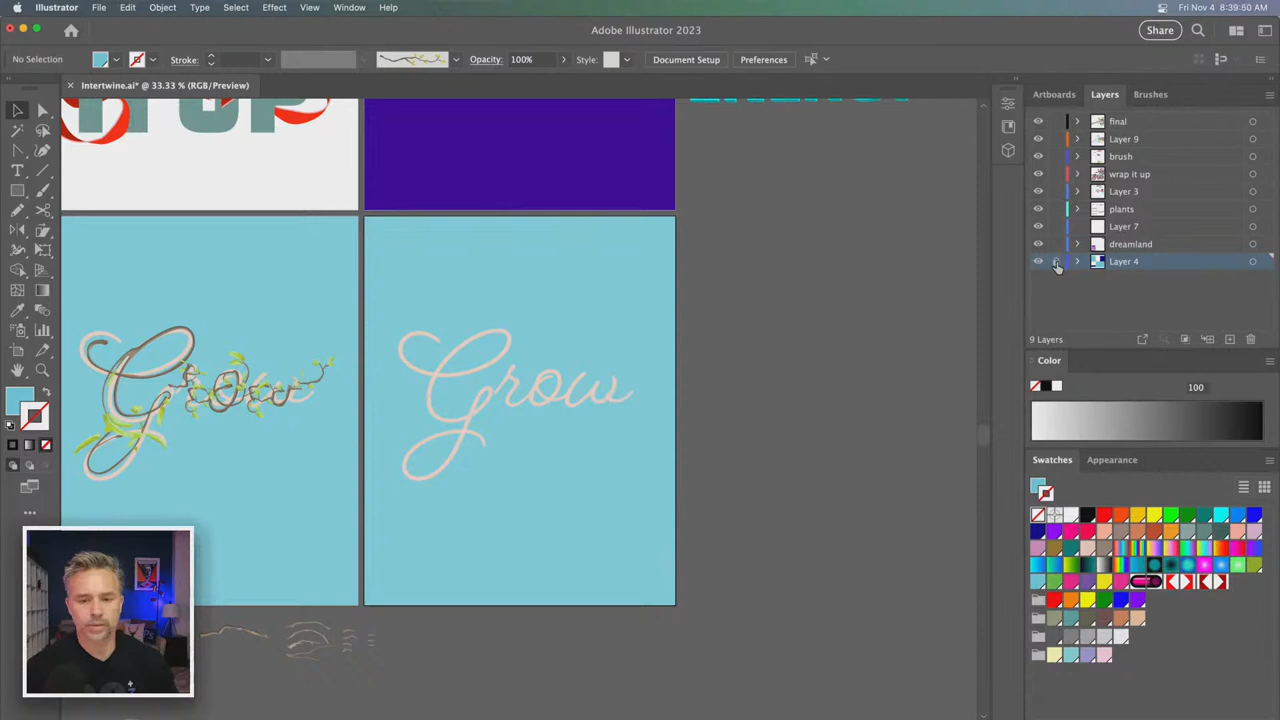 Illustrator File Edit Object Type Select Effect View Window Help
Fri Nov 4 8:39:60 AM
Adobe Illustrator 2023
Share
No Selection
Stroke:
Opacity: 100%
Style:
Document Setup
Preferences
Intertwine.ai* @ 33.33 % (RGB/Preview)
IT UP
Grow
Grow
Artboards Layers Brushes
final
Layer 9
brush
wrap it up
Layer 3
plants
Layer 7
dreamland
Layer 4
9 Layers
Color
100
Swatches Appearance